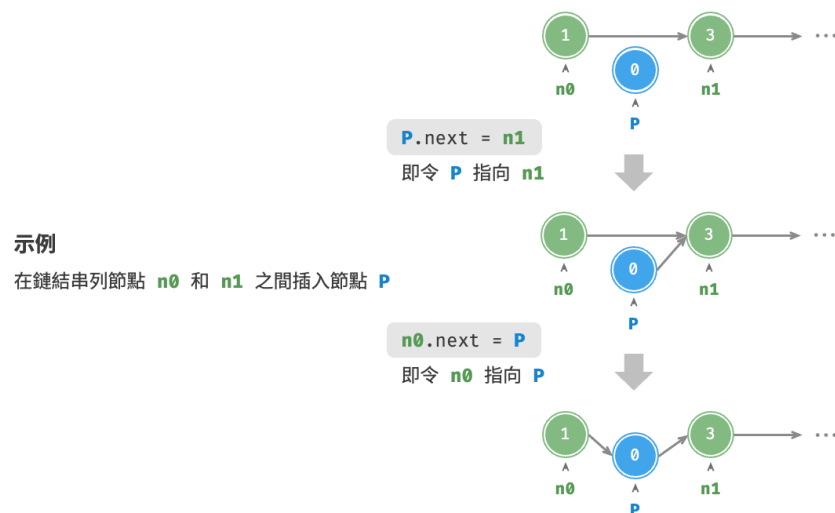 1
3
...
0
n0
n1
P
P.next = n1
即令 P 指向 n1
1
3
...
0
n0
n1
P
示例
在鏈結串列節點 n0 和 n1 之間插入節點 P
n0.next = P
即令 n0 指向 P
1
3
...
0
n0
n1
P